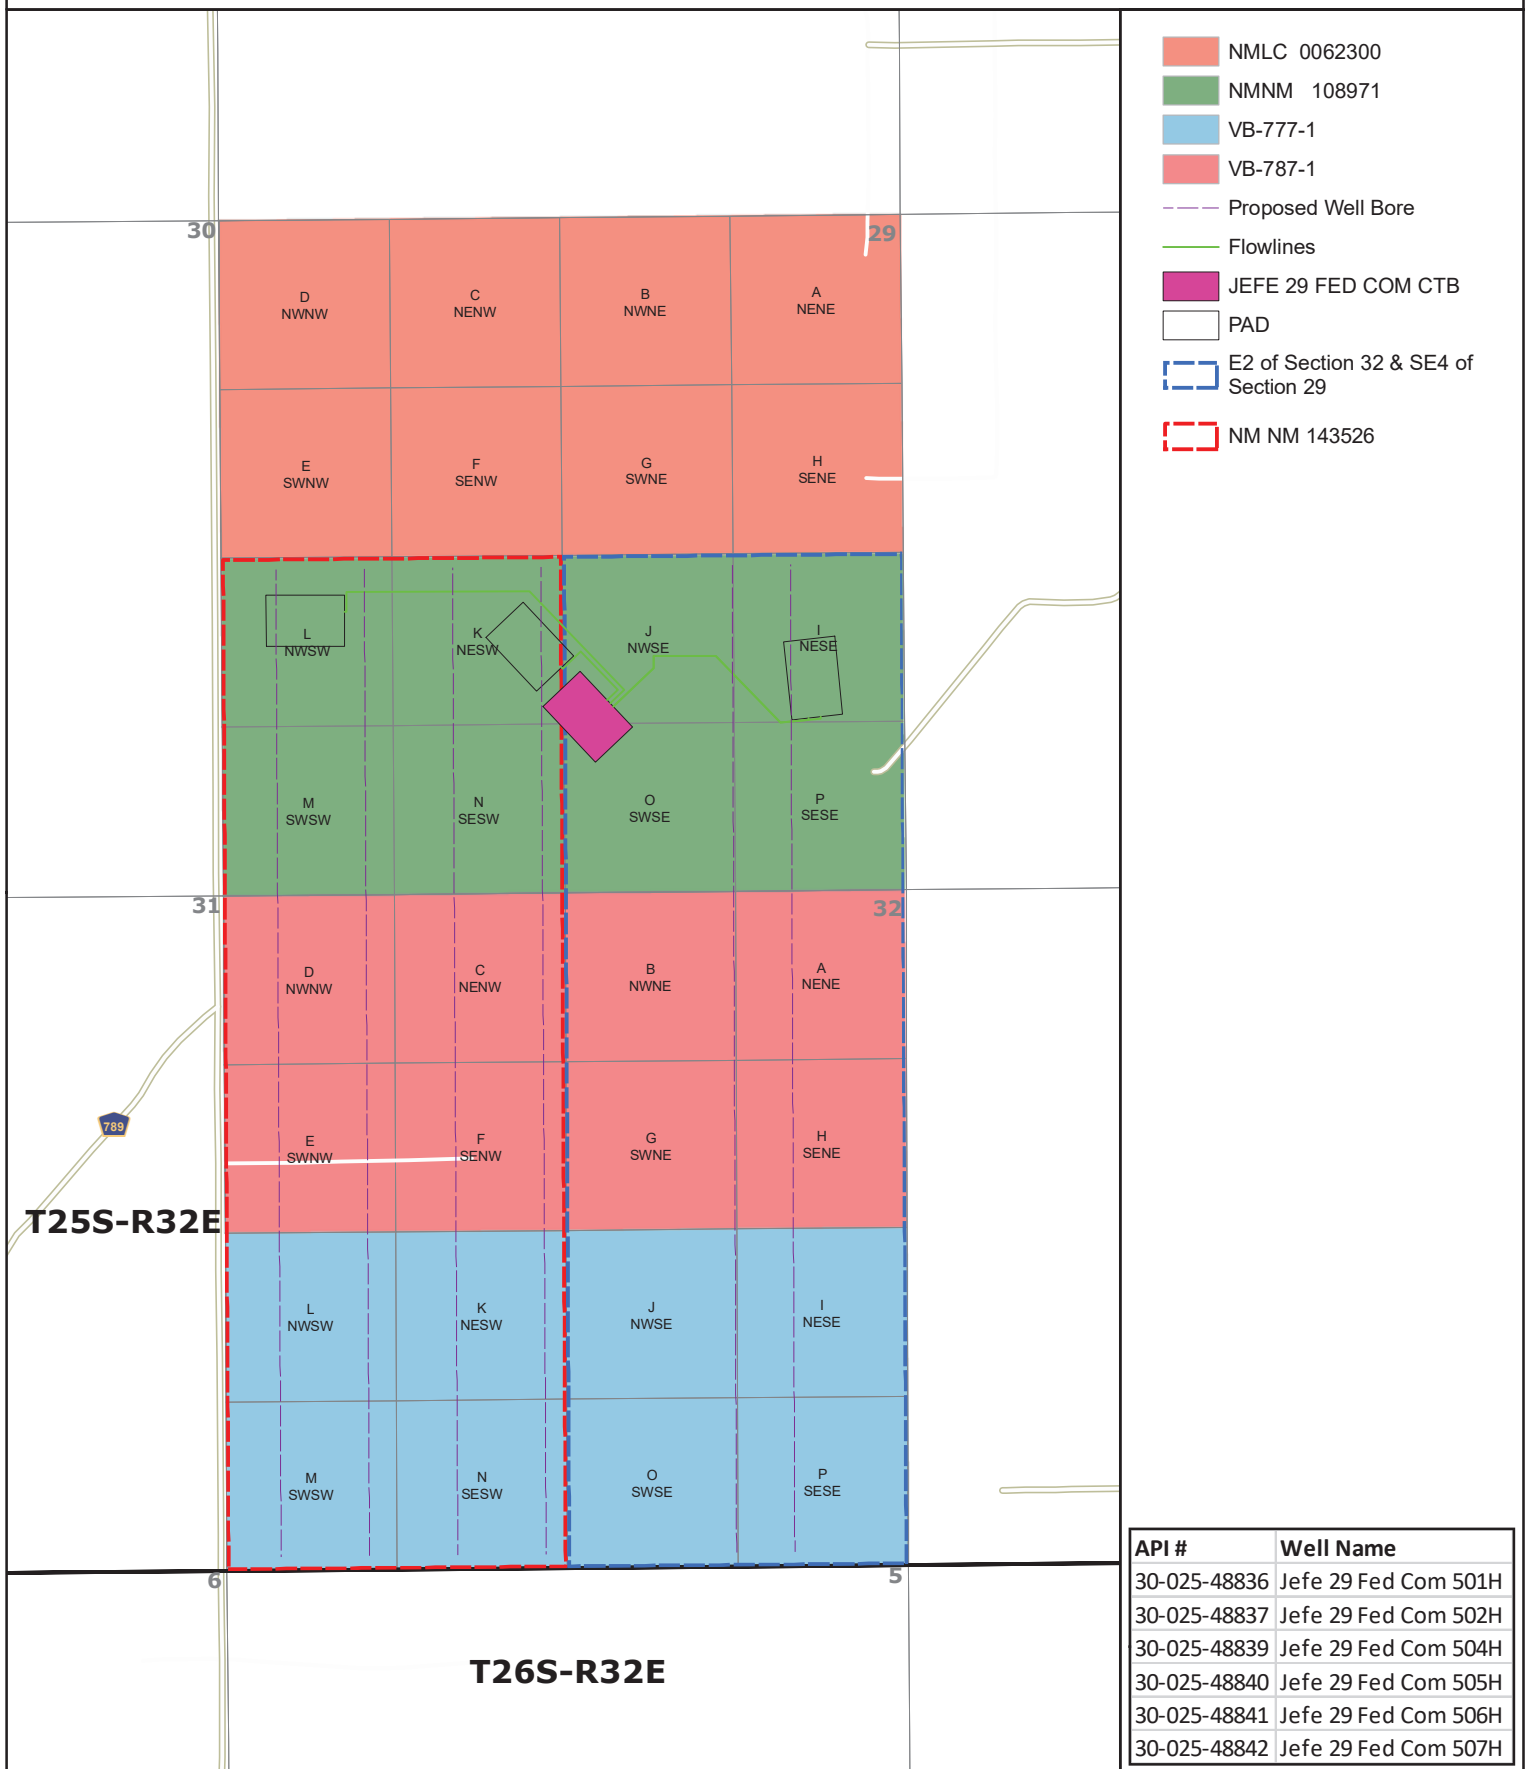 NMLC 0062300
NMNM 108971
VB-777-1
VB-787-1
Proposed Well Bore
Flowlines
JEFE 29 FED COM CTB
PAD
E2 of Section 32 & SE4 of
Section 29
NM NM 143526
30
29
D
NWNW
C
NENW
B
NWNE
A
NENE
E
SWNW
F
SENW
G
SWNE
H
SENE
L
NWSW
K
NESW
J
NWSE
I
NESE
M
SWSW
N
SESW
O
SWSE
P
SESE
31
32
D
NWNW
C
NENW
B
NWNE
A
NENE
789
E
SWNW
F
SENW
G
SWNE
H
SENE
T25S-R32E
L
NWSW
K
NESW
J
NWSE
I
NESE
M
SWSW
N
SESW
O
SWSE
P
SESE
6
5
T26S-R32E
API # Well Name
30-025-48836 Jefe 29 Fed Com 501H
30-025-48837 Jefe 29 Fed Com 502H
30-025-48839 Jefe 29 Fed Com 504H
30-025-48840 Jefe 29 Fed Com 505H
30-025-48841 Jefe 29 Fed Com 506H
30-025-48842 Jefe 29 Fed Com 507H